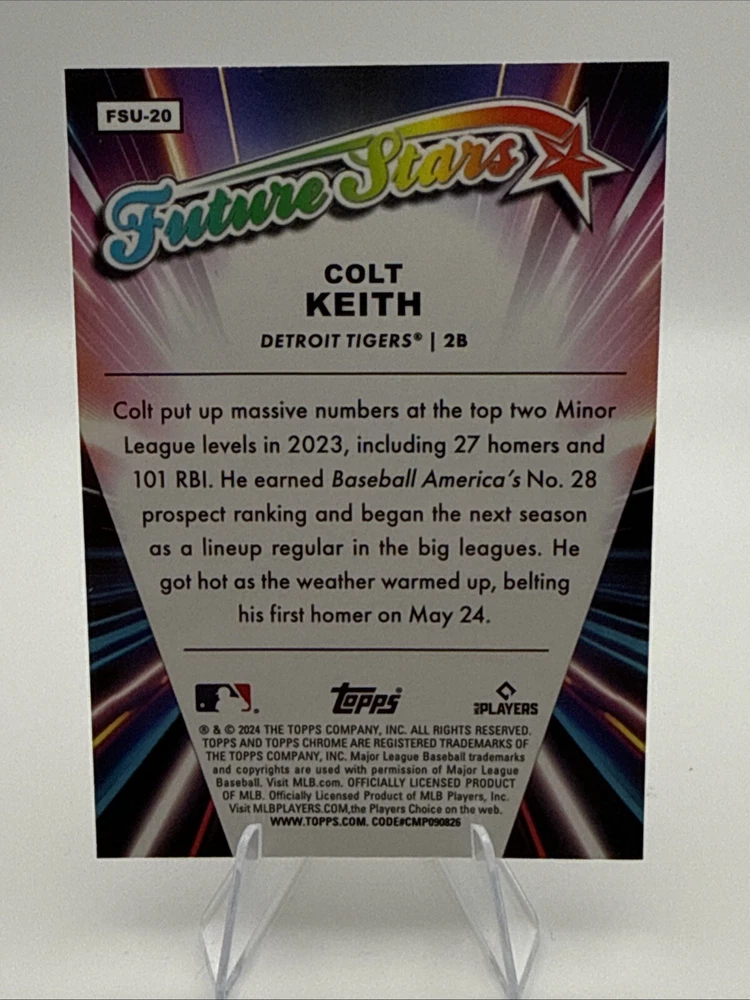 FSU-20
Future Stars
COLT
KEITH
DETROIT TIGERS® | 2B
Colt put up massive numbers at the top two Minor
League levels in 2023, including 27 homers and
101 RBI. He earned Baseball America's No. 28
prospect ranking and began the next season
as a lineup regular in the big leagues. He
got hot as the weather warmed up, belting
his first homer on May 24.
Topps® MLB PLAYERS
® & © 2024 THE TOPPS COMPANY, INC. ALL RIGHTS RESERVED.
TOPPS AND TOPPS CHROME ARE REGISTERED TRADEMARKS OF
THE TOPPS COMPANY, INC. Major League Baseball trademarks
and copyrights are used with permission of Major League
Baseball. Visit MLB.com. OFFICIALLY LICENSED PRODUCT
OF MLB. Officially Licensed Product of MLB Players, Inc.
Visit MLBPLAYERS.COM,the Players Choice on the web.
WWW.TOPPS.COM. CODE#CMP090826